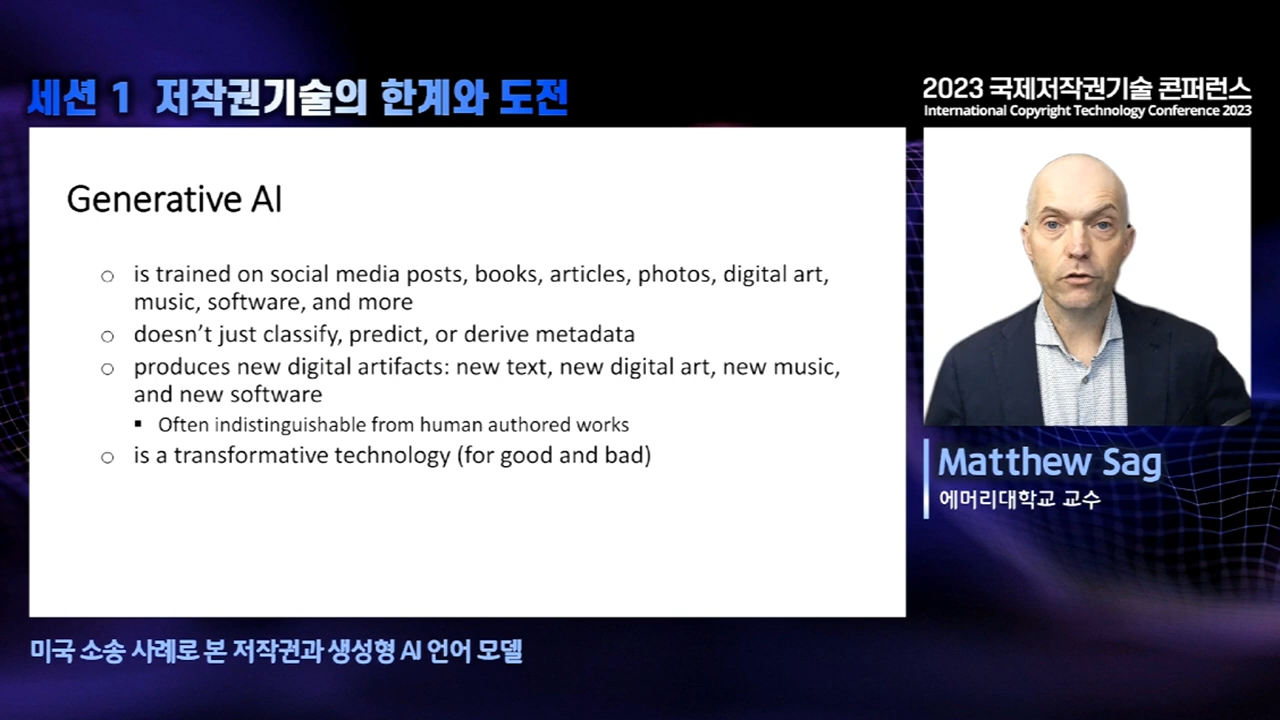 세션 1 저작권기술의 한계와 도전
2023 국제저작권기술 콘퍼런스
International Copyright Technology Conference 2023
Generative AI
○ is trained on social media posts, books, articles, photos, digital art,
music, software, and more
○ doesn’t just classify, predict, or derive metadata
○ produces new digital artifacts: new text, new digital art, new music,
and new software
▪ Often indistinguishable from human authored works
○ is a transformative technology (for good and bad)
Matthew Sag
에머리대학교 교수
미국 소송 사례로 본 저작권과 생성형 AI 언어 모델